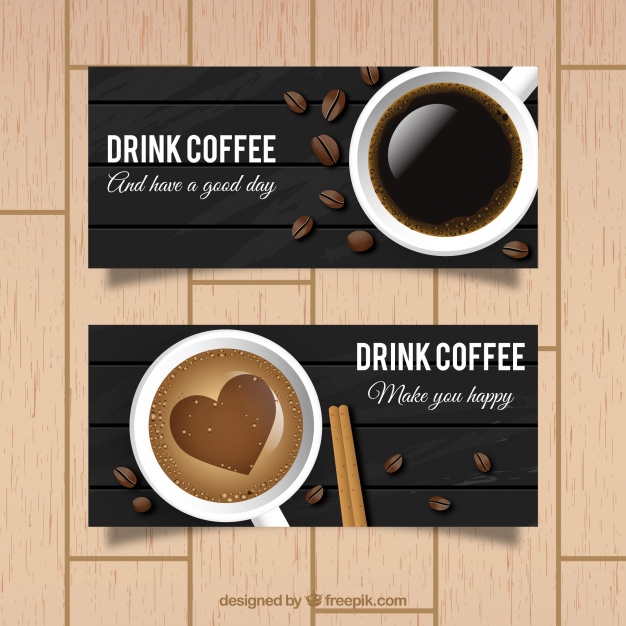 DRINK COFFEE
And have a good day
DRINK COFFEE
Make you happy
designed by freepik.com